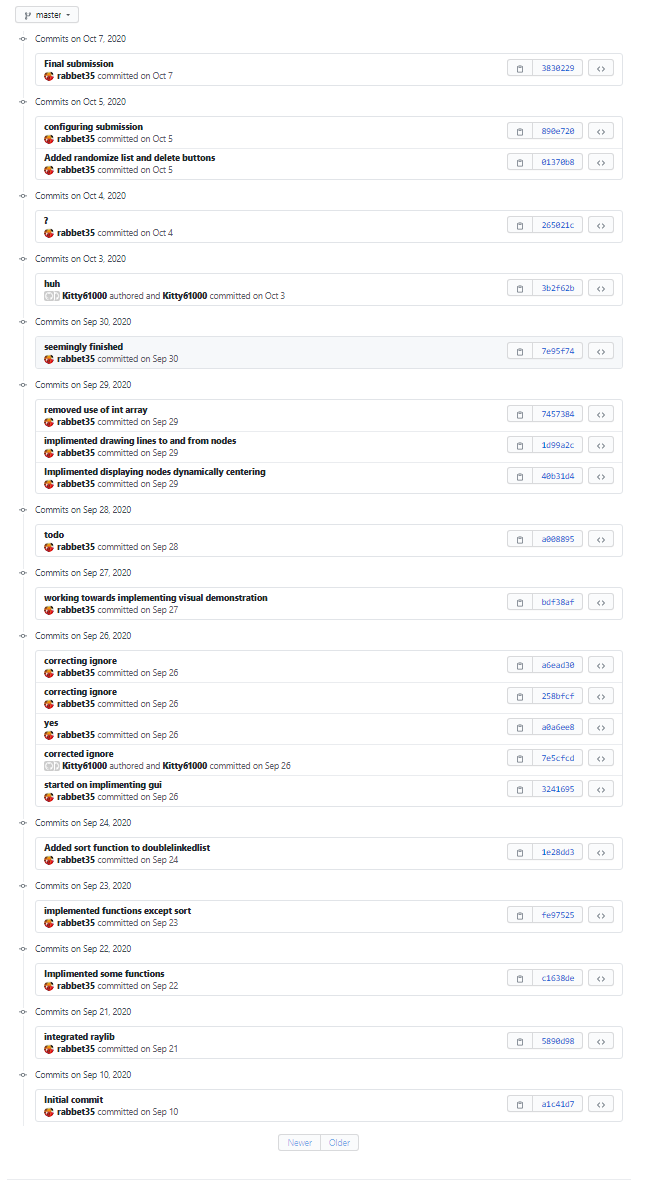 master
Commits on Oct 7, 2020
Final submission
3830229
rabbet35 committed on Oct 7
Commits on Oct 5, 2020
configuring submission
890e720
rabbet35 committed on Oct 5
Added randomize list and delete buttons
01370b8
rabbet35 committed on Oct 5
Commits on Oct 4, 2020
?
265021c
rabbet35 committed on Oct 4
Commits on Oct 3, 2020
huh
3b2f62b
Kitty61000 authored and Kitty61000 committed on Oct 3
Commits on Sep 30, 2020
seemingly finished
7e95f74
rabbet35 committed on Sep 30
Commits on Sep 29, 2020
removed use of int array
7457384
rabbet35 committed on Sep 29
implimented drawing lines to and from nodes
1d99a2c
rabbet35 committed on Sep 29
Implimented displaying nodes dynamically centering
40b31d4
rabbet35 committed on Sep 29
Commits on Sep 28, 2020
todo
a008895
rabbet35 committed on Sep 28
Commits on Sep 27, 2020
working towards implementing visual demonstration
bdf38af
rabbet35 committed on Sep 27
Commits on Sep 26, 2020
correcting ignore
a6ead30
rabbet35 committed on Sep 26
correcting ignore
258bfcf
rabbet35 committed on Sep 26
yes
a0a6ee8
rabbet35 committed on Sep 26
corrected ignore
7e5cfcd
Kitty61000 authored and Kitty61000 committed on Sep 26
started on implimenting gui
3241695
rabbet35 committed on Sep 26
Commits on Sep 24, 2020
Added sort function to doublelinkedlist
1e28dd3
rabbet35 committed on Sep 24
Commits on Sep 23, 2020
implemented functions except sort
fe97525
rabbet35 committed on Sep 23
Commits on Sep 22, 2020
Implimented some functions
c1638de
rabbet35 committed on Sep 22
Commits on Sep 21, 2020
integrated raylib
5890d98
rabbet35 committed on Sep 21
Commits on Sep 10, 2020
Initial commit
a1c41d7
rabbet35 committed on Sep 10
Newer Older